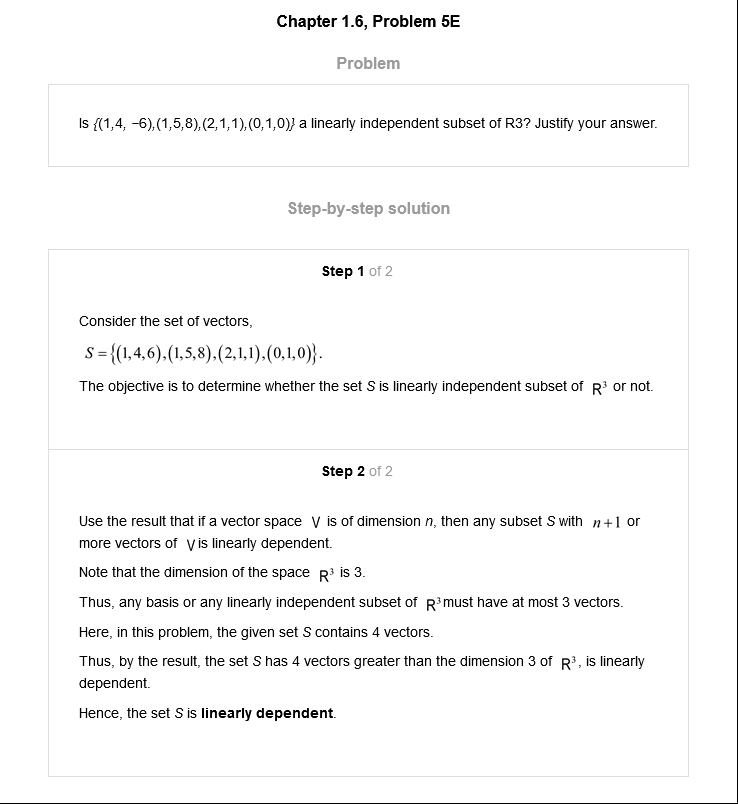 Chapter 1.6, Problem 5E
Problem
Is {(1,4, −6),(1,5,8),(2,1,1),(0,1,0)} a linearly independent subset of R3? Justify your answer.
Step-by-step solution
Step 1 of 2
Consider the set of vectors,
S = {(1,4,6),(1,5,8),(2,1,1),(0,1,0)}.
The objective is to determine whether the set S is linearly independent subset of R³ or not.
Step 2 of 2
Use the result that if a vector space V is of dimension n, then any subset S with n+1 or
more vectors of V is linearly dependent.
Note that the dimension of the space R³ is 3.
Thus, any basis or any linearly independent subset of R³ must have at most 3 vectors.
Here, in this problem, the given set S contains 4 vectors.
Thus, by the result, the set S has 4 vectors greater than the dimension 3 of R³, is linearly
dependent.
Hence, the set S is linearly dependent.